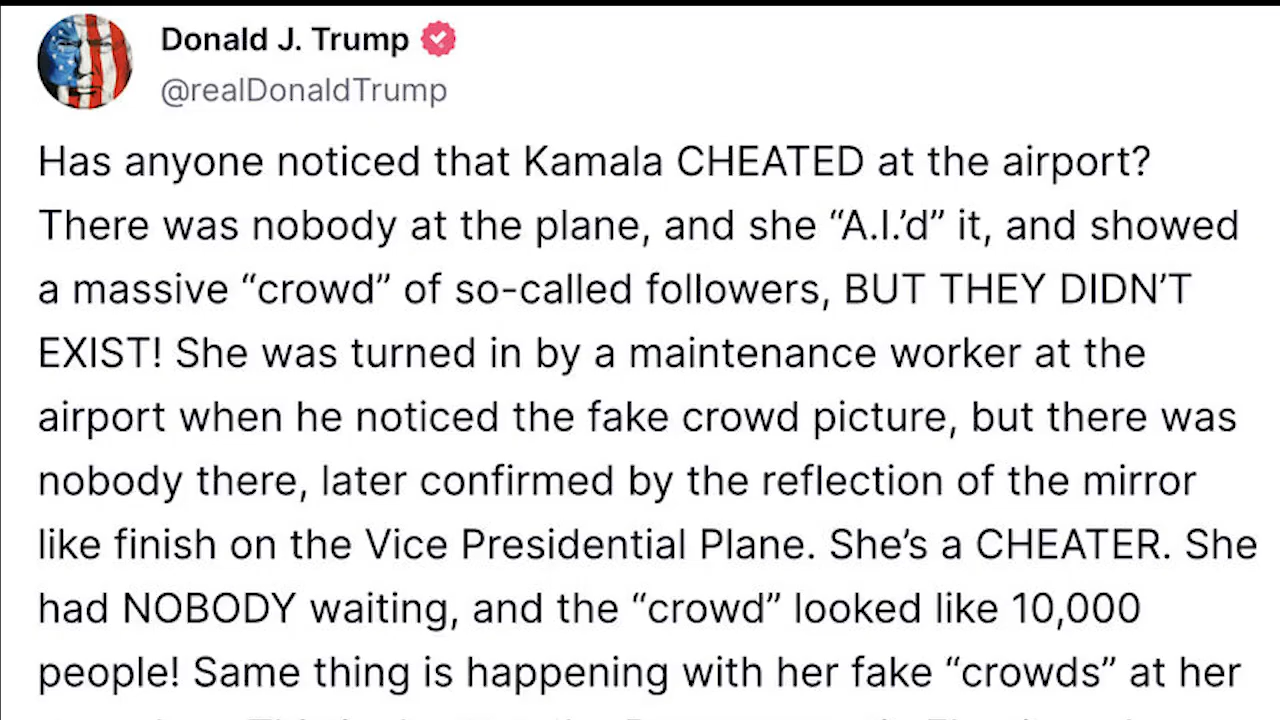 Donald J. Trump
@realDonaldTrump
Has anyone noticed that Kamala CHEATED at the airport?
There was nobody at the plane, and she “A.I.’d” it, and showed
a massive “crowd” of so-called followers, BUT THEY DIDN’T
EXIST! She was turned in by a maintenance worker at the
airport when he noticed the fake crowd picture, but there was
nobody there, later confirmed by the reflection of the mirror
like finish on the Vice Presidential Plane. She’s a CHEATER. She
had NOBODY waiting, and the “crowd” looked like 10,000
people! Same thing is happening with her fake “crowds” at her